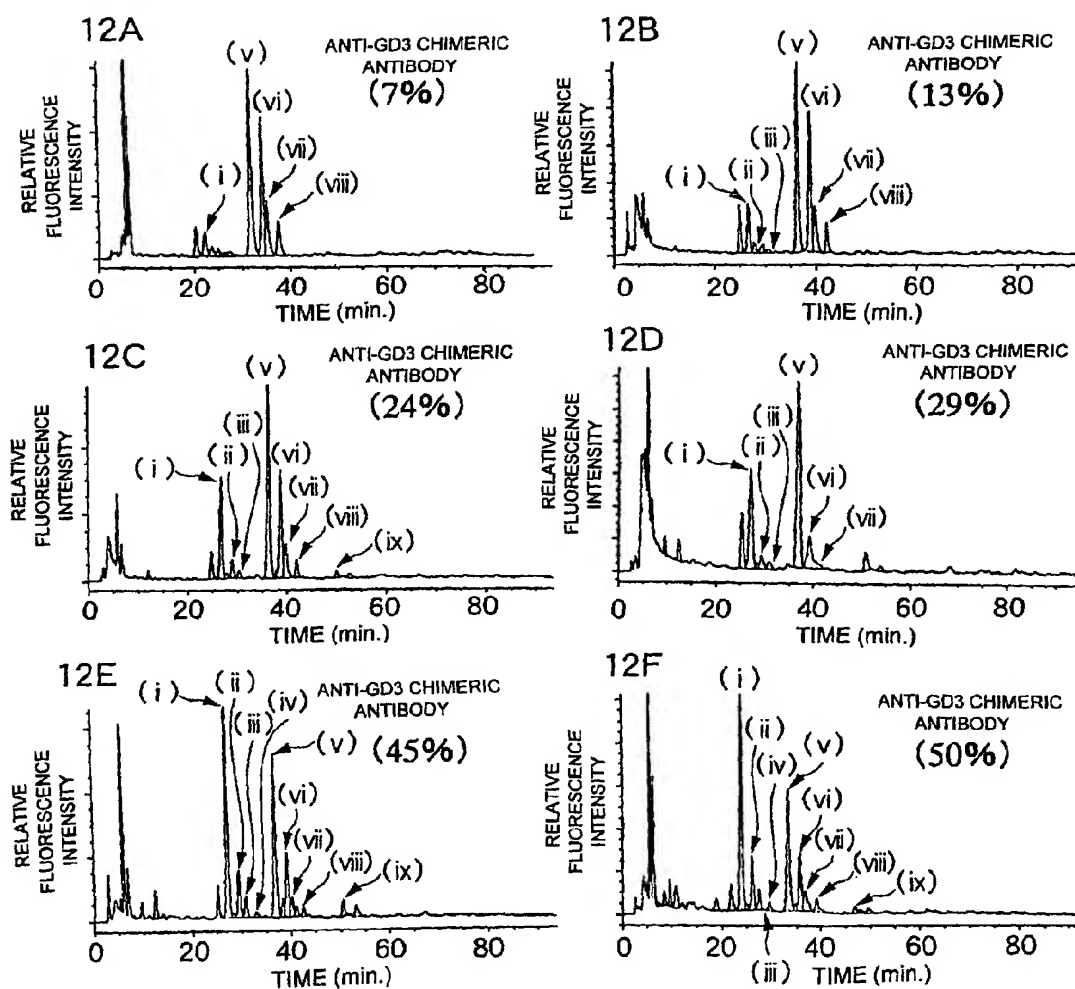 12A
(v)
ANTI-GD3 CHIMERIC
ANTIBODY
(7%)
(vi)
(vii)
(i)
(viii)
RELATIVE
FLUORESCENCE
INTENSITY
0 20 40 60 80
TIME (min.)
12B
(v)
ANTI-GD3 CHIMERIC
ANTIBODY
(13%)
(vi)
(iii)
(ii)
(i)
(vii)
(viii)
RELATIVE
FLUORESCENCE
INTENSITY
0 20 40 60 80
TIME (min.)
12C
(v)
ANTI-GD3 CHIMERIC
ANTIBODY
(24%)
(iii)
(ii)
(i)
(vi)
(vii)
(viii)
(ix)
RELATIVE
FLUORESCENCE
INTENSITY
0 20 40 60 80
TIME (min.)
12D
(v)
ANTI-GD3 CHIMERIC
ANTIBODY
(29%)
(iii)
(ii)
(i)
(vi)
(vii)
RELATIVE
FLUORESCENCE
INTENSITY
0 20 40 60 80
TIME (min.)
12E
(i)
(ii)
(iii)
(iv)
ANTI-GD3 CHIMERIC
ANTIBODY
(v)
(45%)
(vi)
(vii)
(viii)
(ix)
RELATIVE
FLUORESCENCE
INTENSITY
0 20 40 60 80
TIME (min.)
12F
(i)
ANTI-GD3 CHIMERIC
ANTIBODY
(50%)
(ii)
(iv)
(v)
(vi)
(vii)
(viii)
(ix)
RELATIVE
FLUORESCENCE
INTENSITY
0 20 40 60 80
(iii)
TIME (min.)